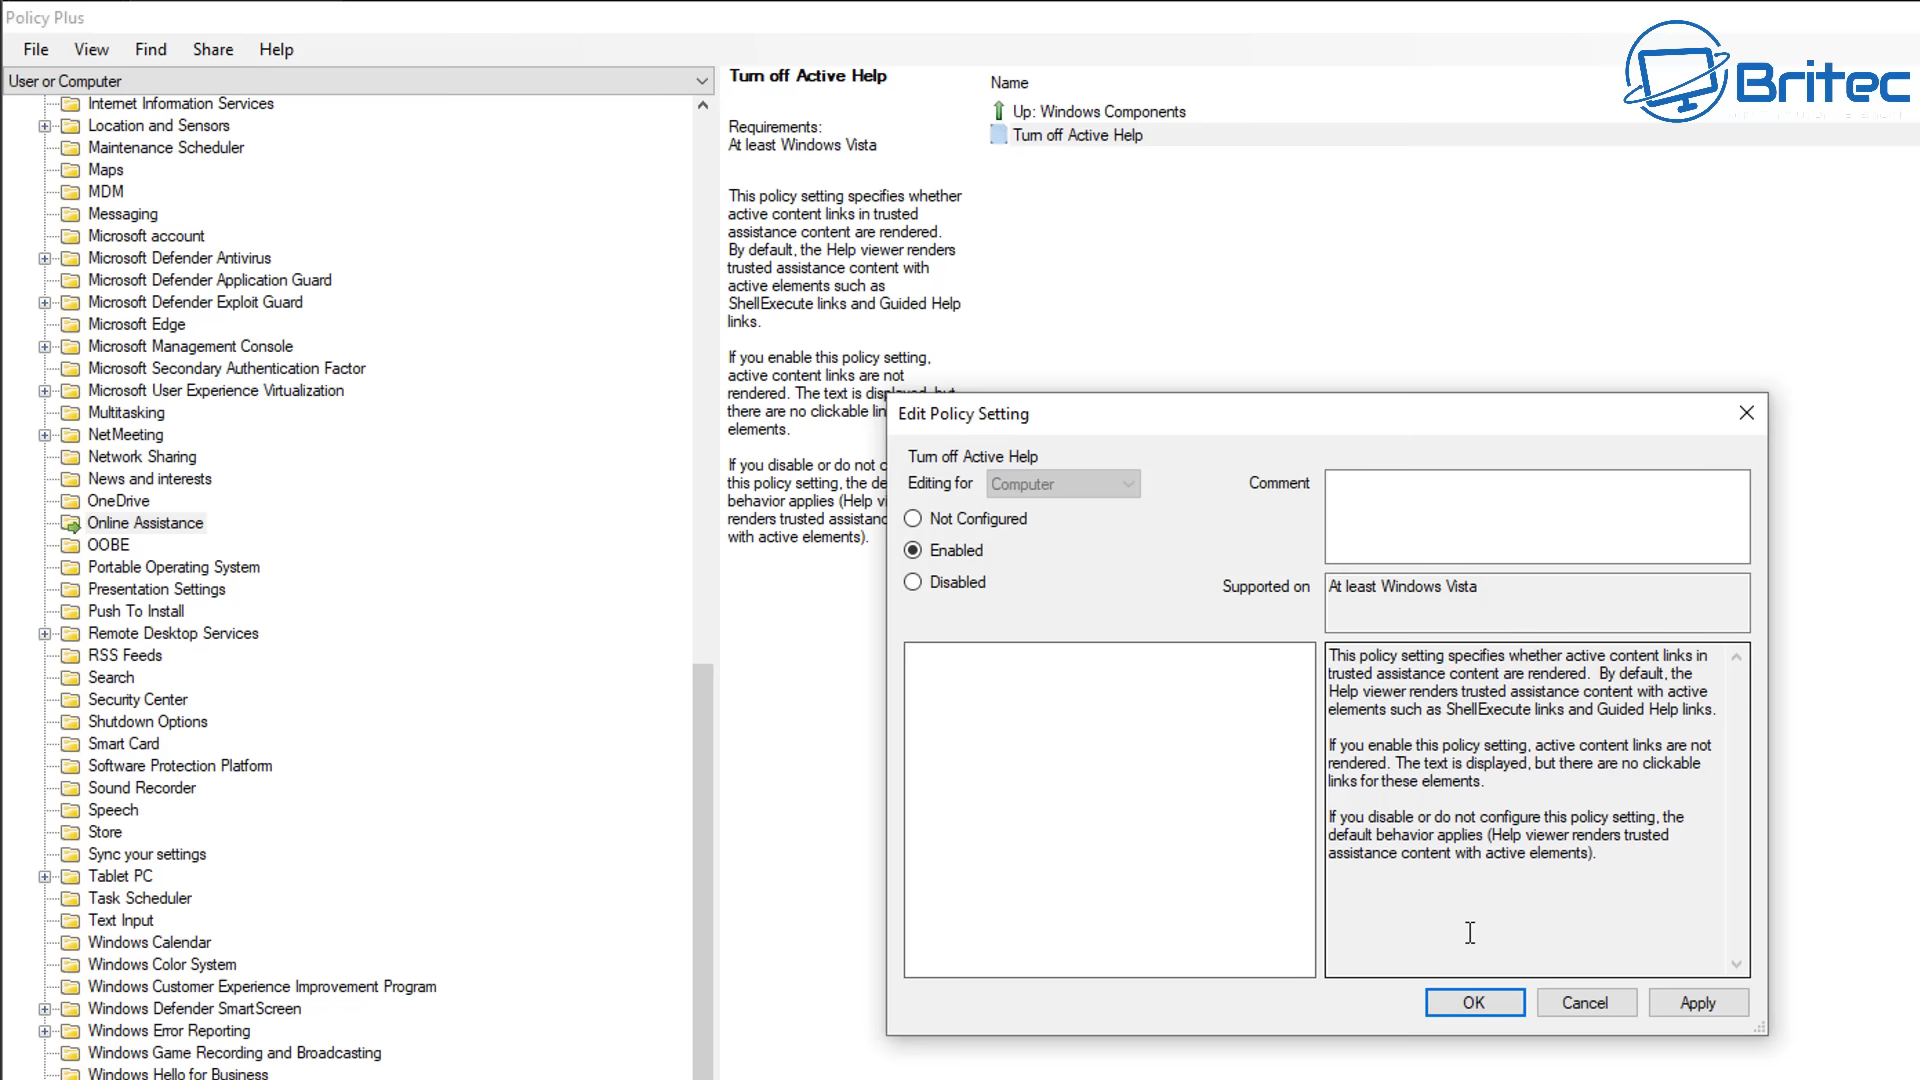 Policy Plus
File
View
Find
Share
Help
User or Computer
Internet Information Services
Location and Sensors
Maintenance Scheduler
Maps
MDM
Messaging
Microsoft account
Microsoft Defender Antivirus
Microsoft Defender Application Guard
Microsoft Defender Exploit Guard
Microsoft Edge
Microsoft Management Console
Microsoft Secondary Authentication Factor
Microsoft User Experience Virtualization
Multitasking
NetMeeting
Network Sharing
News and interests
OneDrive
Online Assistance
OOBE
Portable Operating System
Presentation Settings
Push To Install
Remote Desktop Services
RSS Feeds
Search
Security Center
Shutdown Options
Smart Card
Software Protection Platform
Sound Recorder
Speech
Store
Sync your settings
Tablet PC
Task Scheduler
Text Input
Windows Calendar
Windows Color System
Windows Customer Experience Improvement Program
Windows Defender SmartScreen
Windows Error Reporting
Windows Game Recording and Broadcasting
Windows Hello for Business
Turn off Active Help
Requirements:
At least Windows Vista
This policy setting specifies whether
active content links in trusted
assistance content are rendered.
By default, the Help viewer renders
trusted assistance content with
active elements such as
ShellExecute links and Guided Help
links.
If you enable this policy setting,
active content links are not
rendered. The text is displayed, but
there are no clickable lin
elements.
If you disable or do not c
this policy setting, the de
behavior applies (Help vi
renders trusted assistanc
with active elements).
Name
Up: Windows Components
Turn off Active Help
Britec
Edit Policy Setting
Turn off Active Help
Editing for
Computer
Not Configured
Enabled
Disabled
Comment
Supported on
At least Windows Vista
This policy setting specifies whether active content links in
trusted assistance content are rendered. By default, the
Help viewer renders trusted assistance content with active
elements such as ShellExecute links and Guided Help links.
If you enable this policy setting, active content links are not
rendered. The text is displayed, but there are no clickable
links for these elements.
If you disable or do not configure this policy setting, the
default behavior applies (Help viewer renders trusted
assistance content with active elements).
OK
Cancel
Apply